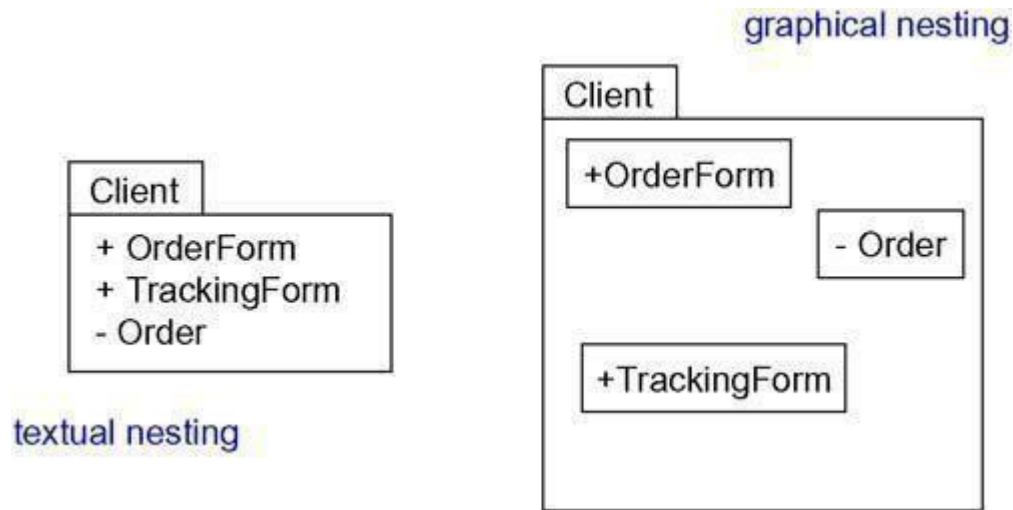 graphical nesting
Client
+ OrderForm
+ TrackingForm
- Order
textual nesting
Client
+OrderForm
- Order
+TrackingForm